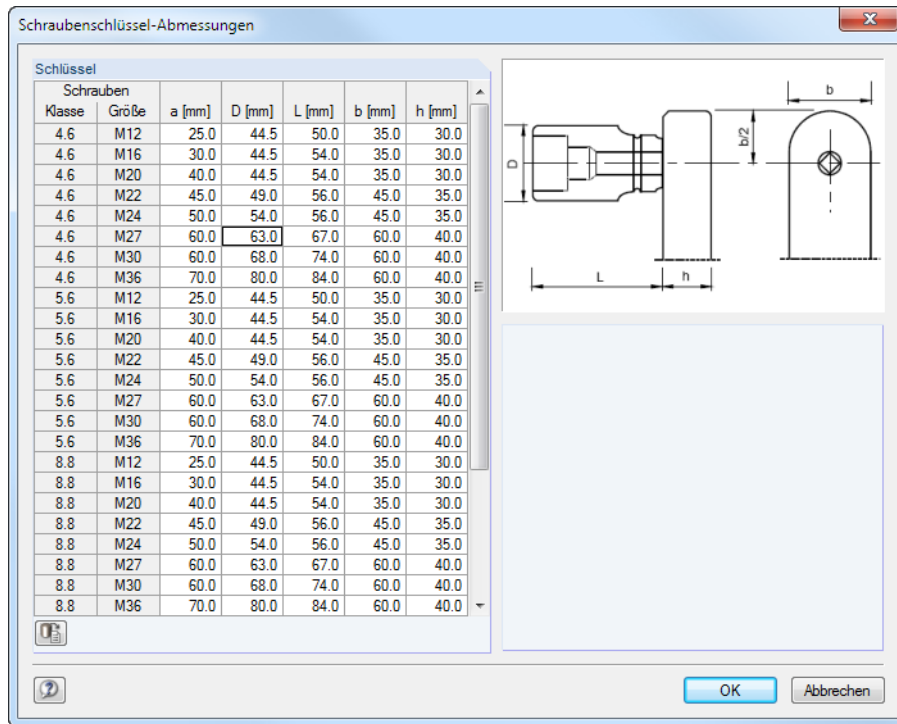 Schraubenschlüssel-Abmessungen
Schlüssel
Schrauben
Klasse Größe a [mm] D [mm] L [mm] b [mm] h [mm]
4.6 M12 25.0 44.5 50.0 35.0 30.0
4.6 M16 30.0 44.5 54.0 35.0 30.0
4.6 M20 40.0 44.5 54.0 35.0 30.0
4.6 M22 45.0 49.0 56.0 45.0 35.0
4.6 M24 50.0 54.0 56.0 45.0 35.0
4.6 M27 60.0 63.0 67.0 60.0 40.0
4.6 M30 60.0 68.0 74.0 60.0 40.0
4.6 M36 70.0 80.0 84.0 60.0 40.0
5.6 M12 25.0 44.5 50.0 35.0 30.0
5.6 M16 30.0 44.5 54.0 35.0 30.0
5.6 M20 40.0 44.5 54.0 35.0 30.0
5.6 M22 45.0 49.0 56.0 45.0 35.0
5.6 M24 50.0 54.0 56.0 45.0 35.0
5.6 M27 60.0 63.0 67.0 60.0 40.0
5.6 M30 60.0 68.0 74.0 60.0 40.0
5.6 M36 70.0 80.0 84.0 60.0 40.0
8.8 M12 25.0 44.5 50.0 35.0 30.0
8.8 M16 30.0 44.5 54.0 35.0 30.0
8.8 M20 40.0 44.5 54.0 35.0 30.0
8.8 M22 45.0 49.0 56.0 45.0 35.0
8.8 M24 50.0 54.0 56.0 45.0 35.0
8.8 M27 60.0 63.0 67.0 60.0 40.0
8.8 M30 60.0 68.0 74.0 60.0 40.0
8.8 M36 70.0 80.0 84.0 60.0 40.0
b
b/2
D
L h
OK Abbrechen